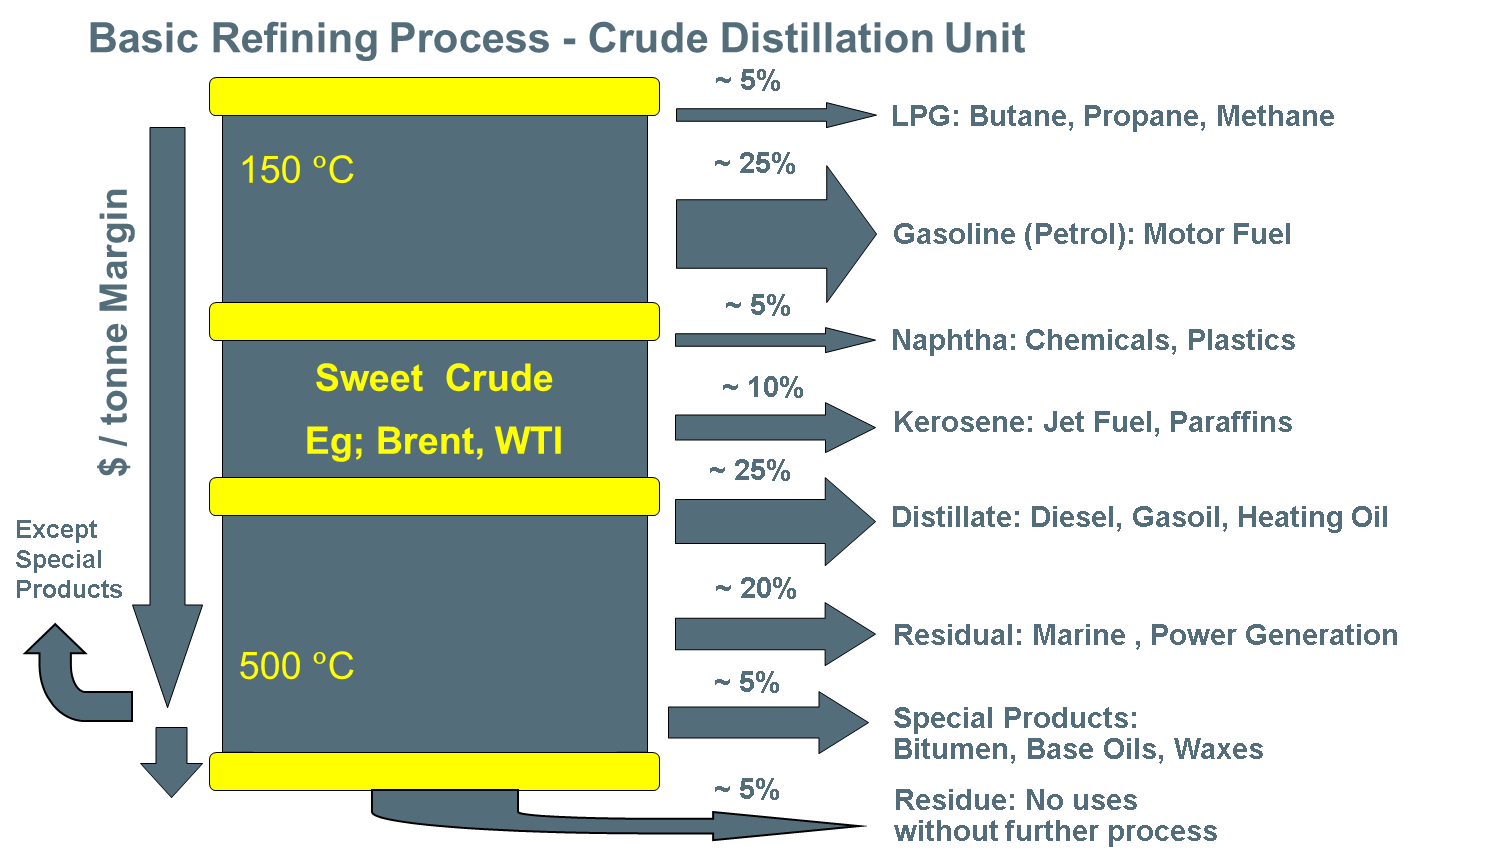 Basic Refining Process - Crude Distillation Unit
~ 5%
LPG: Butane, Propane, Methane
150 °C
~ 25%
Gasoline (Petrol): Motor Fuel
$ / tonne Margin
~ 5%
Naphtha: Chemicals, Plastics
Sweet  Crude
Eg; Brent, WTI
~ 10%
Kerosene: Jet Fuel, Paraffins
~ 25%
Distillate: Diesel, Gasoil, Heating Oil
Except
Special
Products
~ 20%
Residual: Marine , Power Generation
500 °C
~ 5%
Special Products:
Bitumen, Base Oils, Waxes
~ 5%
Residue: No uses
without further process